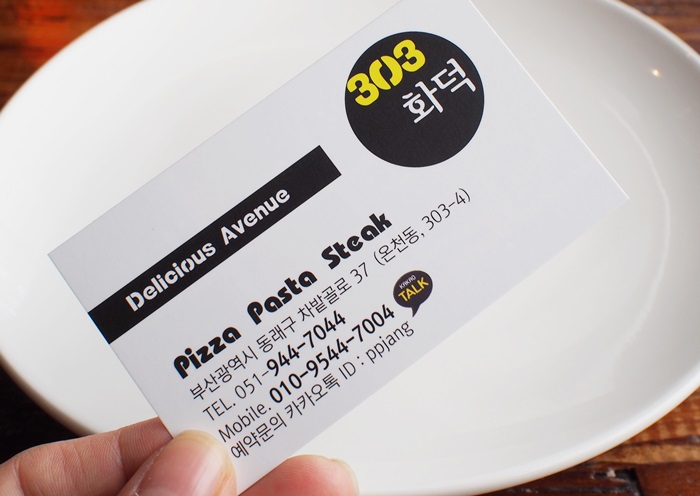 303
화덕
Delicious Avenue
Pizza Pasta Steak
부산광역시 동래구 차밭골로 37 (온천동, 303-4)
TEL. 051-944-7044
Mobile. 010-9544-7004
KAKAO
TALK
예약문의 카카오톡 ID : ppjang